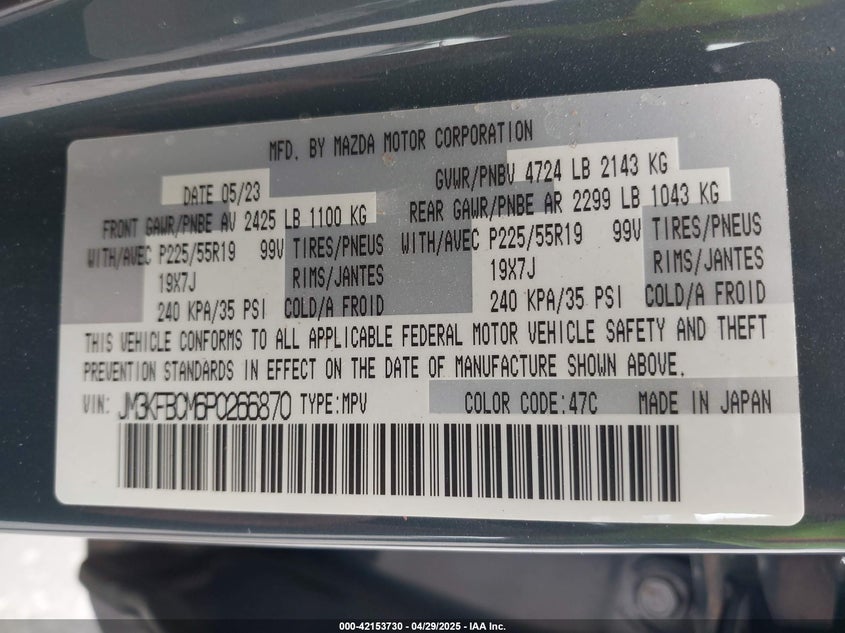 MFD. BY MAZDA MOTOR CORPORATION
DATE 05/23 GVWR/PNBV 4724 LB 2143 KG
FRONT GAWR/PNBE AV 2425 LB 1100 KG REAR GAWR/PNBE AR 2299 LB 1043 KG
WITH/AVEC P225/55R19 99V TIRES/PNEUS WITH/AVEC P225/55R19 99V TIRES/PNEUS
19X7J RIMS/JANTES 19X7J RIMS/JANTES
240 KPA/35 PSI COLD/A FROID 240 KPA/35 PSI COLD/A FROID
THIS VEHICLE CONFORMS TO ALL APPLICABLE FEDERAL MOTOR VEHICLE SAFETY AND THEFT
PREVENTION STANDARDS IN EFFECT ON THE DATE OF MANUFACTURE SHOWN ABOVE.
VIN: JM3KFBCM6P0266870 TYPE:MPV COLOR CODE:47C MADE IN JAPAN
000-42153730 - 04/29/2025 - IAA Inc.